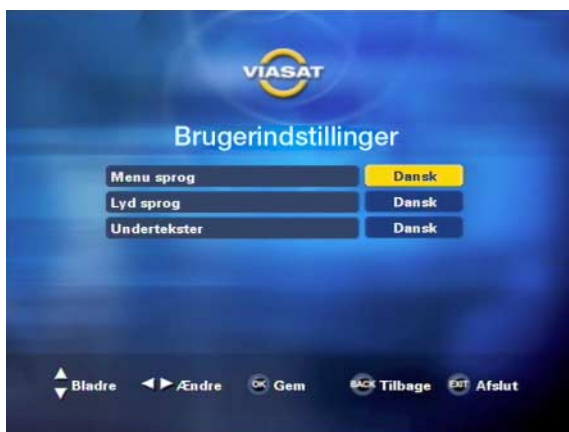 VIASAT
Brugerindstillinger
Menu sprog Dansk
Lyd sprog Dansk
Undertekster Dansk
Bladre Ændre OK Gem BACK Tilbage EXIT Afslut